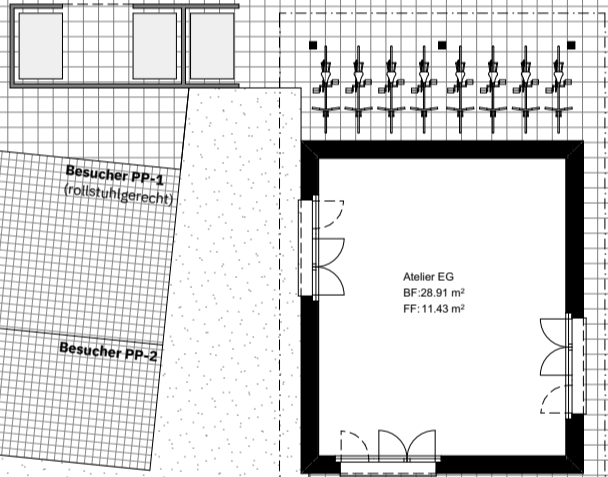 Besucher PP-1
(rollstuhlgerecht)
Besucher PP-2
Atelier EG
BF:28.91 m²
FF:11.43 m²